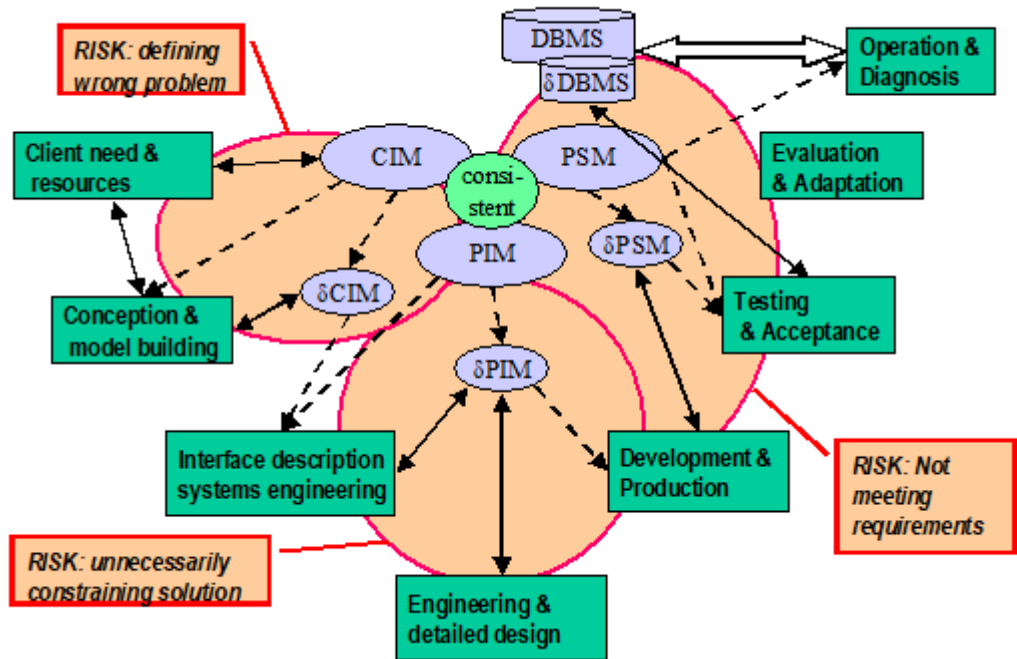 RISK: defining
wrong problem
DBMS
δDBMS
Operation &
Diagnosis
Client need &
resources
CIM
consi-
stent
PSM
Evaluation
& Adaptation
PIM
δPSM
δCIM
Conception &
model building
Testing
& Acceptance
δPIM
Interface description
systems engineering
Development &
Production
RISK: Not
meeting
requirements
RISK: unnecessarily
constraining solution
Engineering &
detailed design